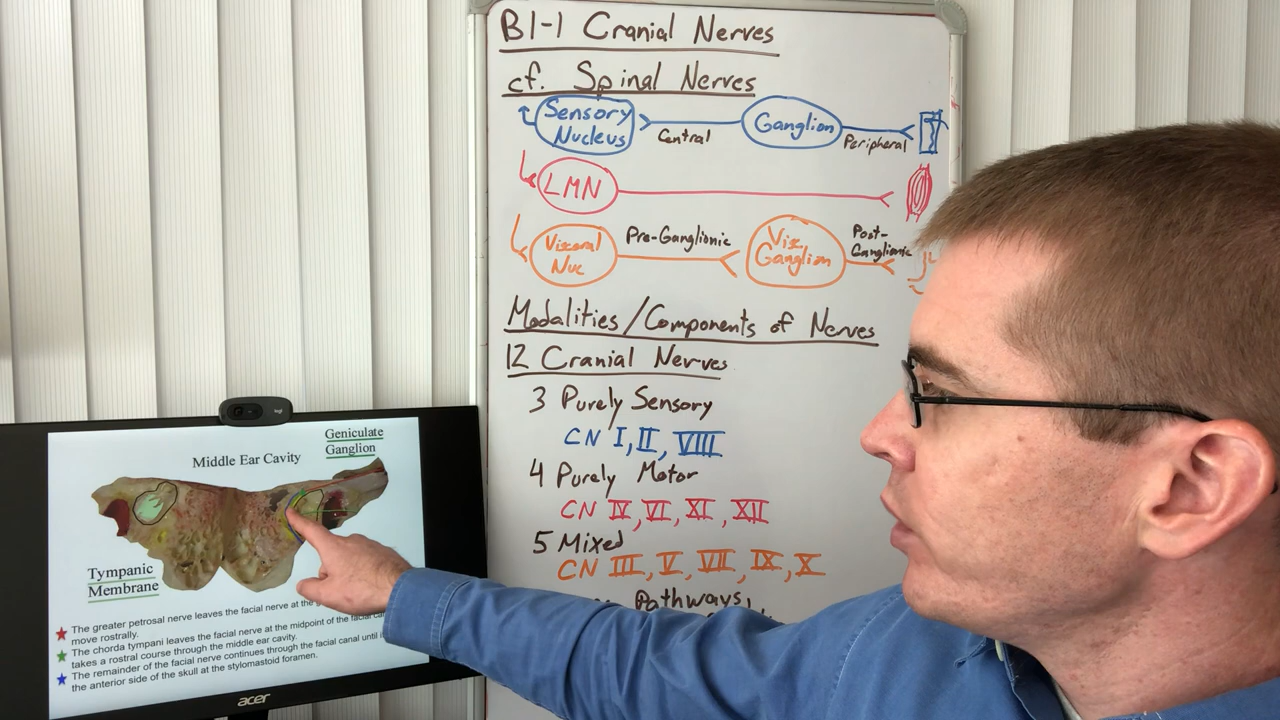 B1-1 Cranial Nerves
cf. Spinal Nerves
Sensory
Nucleus
Central
Ganglion
Peripheral
LMN
Visceral
Nuc
Pre-Ganglionic
Visc
Ganglion
Post-
Ganglionic
Modalities/Components of Nerves
12 Cranial Nerves
3 Purely Sensory
CN I, II, VIII
4 Purely Motor
CN IV, VI, XI, XII
5 Mixed
CN III, V, VII, IX, X
Pathways,
logi
Middle Ear Cavity
Geniculate
Ganglion
Tympanic
Membrane
The greater petrosal nerve leaves the facial nerve at the
move rostrally.
The chorda tympani leaves the facial nerve at the midpoint of the facial
takes a rostral course through the middle ear cavity.
The remainder of the facial nerve continues through the facial canal until
the anterior side of the skull at the stylomastoid foramen.
acer